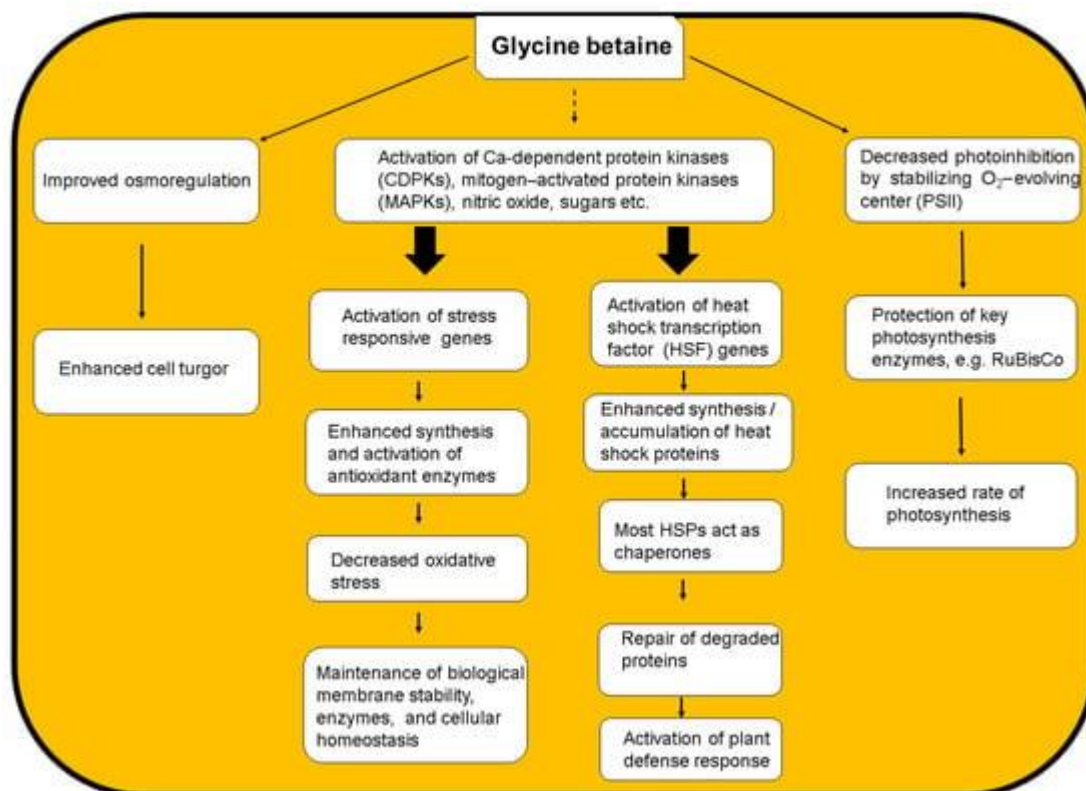 Glycine betaine
Improved osmoregulation
Enhanced cell turgor
Activation of Ca-dependent protein kinases
(CDPKs), mitogen–activated protein kinases
(MAPKs), nitric oxide, sugars etc.
Activation of stress
responsive genes
Enhanced synthesis
and activation of
antioxidant enzymes
Decreased oxidative
stress
Maintenance of biological
membrane stability,
enzymes, and cellular
homeostasis
Activation of heat
shock transcription
factor (HSF) genes
Enhanced synthesis /
accumulation of heat
shock proteins
Most HSPs act as
chaperones
Repair of degraded
proteins
Activation of plant
defense response
Decreased photoinhibition
by stabilizing O₂–evolving
center (PSII)
Protection of key
photosynthesis
enzymes, e.g. RuBisCo
Increased rate of
photosynthesis